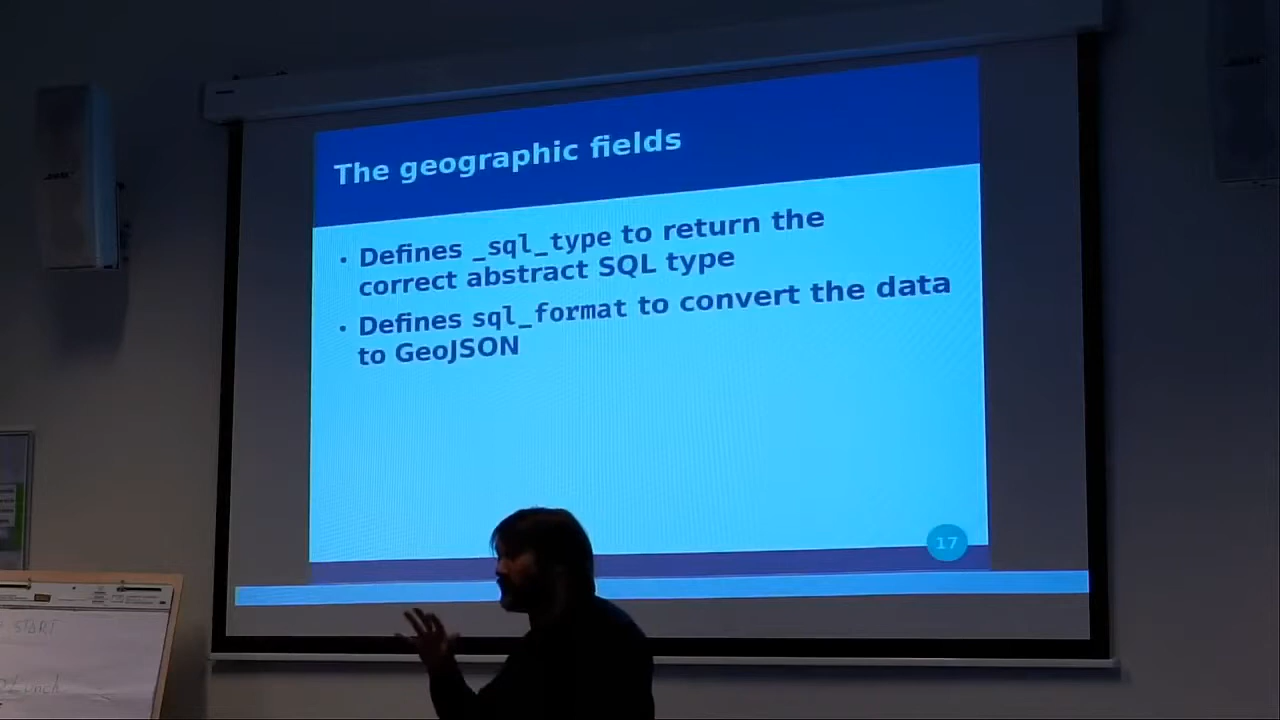 The geographic fields
• Defines _sql_type to return the
correct abstract SQL type
• Defines sql_format to convert the data
to GeoJSON
17
START
Lunch